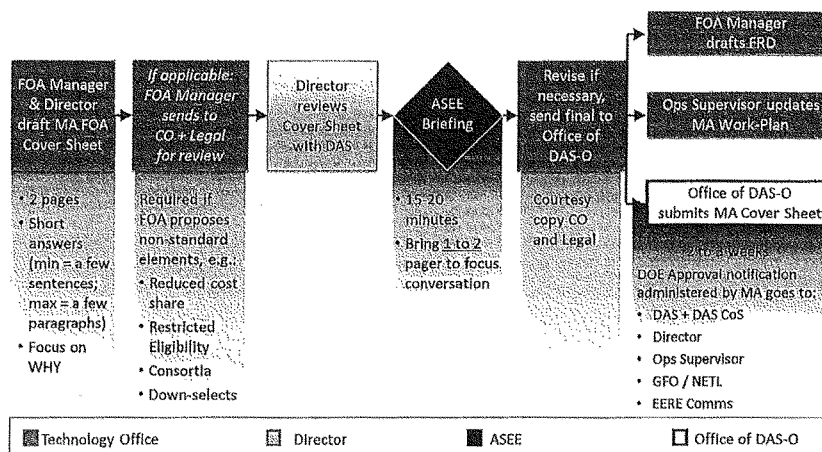 FOA Manager
& Director
draft MA FOA
Cover Sheet
• 2 pages
• Short
answers
(min = a few
sentences;
max = a few
paragraphs)
• Focus on
WHY
If applicable:
FOA Manager
sends to
CO + Legal
for review
Required if
FOA proposes
non-standard
elements, e.g.:
• Reduced cost
share
• Restricted
Eligibility
• Consortia
• Down-selects
Director
reviews
Cover Sheet
with DAS
ASEE
Briefing
• 15-20
minutes
• Bring 1 to 2
pager to focus
conversation
Revise if
necessary,
send final to
Office of
DAS-O
Courtesy
copy CO
and Legal
FOA Manager
drafts FRD
Ops Supervisor updates
MA Work-Plan
Office of DAS-O
submits MA Cover Sheet
2 to 3 weeks
DOE Approval notification
administered by MA goes to:
• DAS + DAS CoS
• Director
• Ops Supervisor
• GFO / NETL
• EERE Comms
Technology Office
Director
ASEE
Office of DAS-O